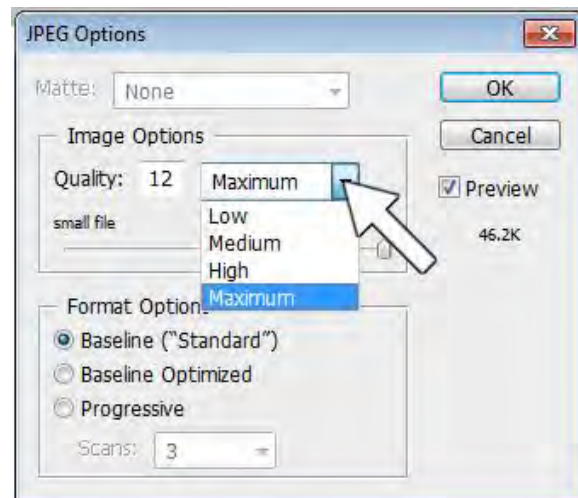 JPEG Options
Matte: None
OK
Image Options
Cancel
Quality: 12 Maximum
Preview
small file
Low
Medium
46.2K
High
Maximum
Format Option
Baseline ("Standard")
Baseline Optimized
Progressive
Scans: 3